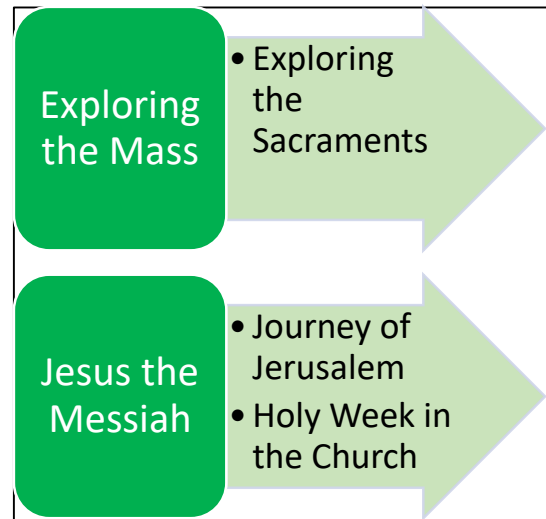 Exploring
the Mass
• Exploring
the
Sacraments
Jesus the
Messiah
• Journey of
Jerusalem
• Holy Week in
the Church